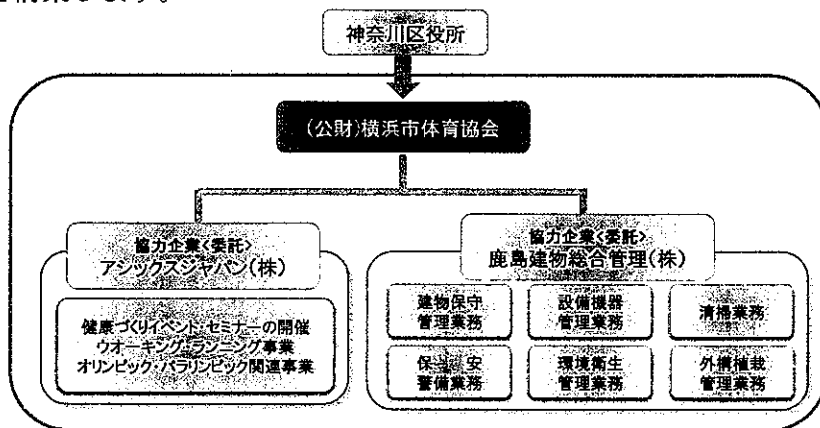 を構築します。
神奈川区役所
(公財)横浜市体育協会
協力企業<委託>
アシックスジャパン(株)
健康づくりイベント・セミナーの開催
ウオーキング・ランニング事業
オリンピック・パラリンピック関連事業
協力企業<委託>
鹿島建物総合管理(株)
建物保守
管理業務
設備機器
管理業務
清掃業務
保安
警備業務
環境衛生
管理業務
外構植栽
管理業務